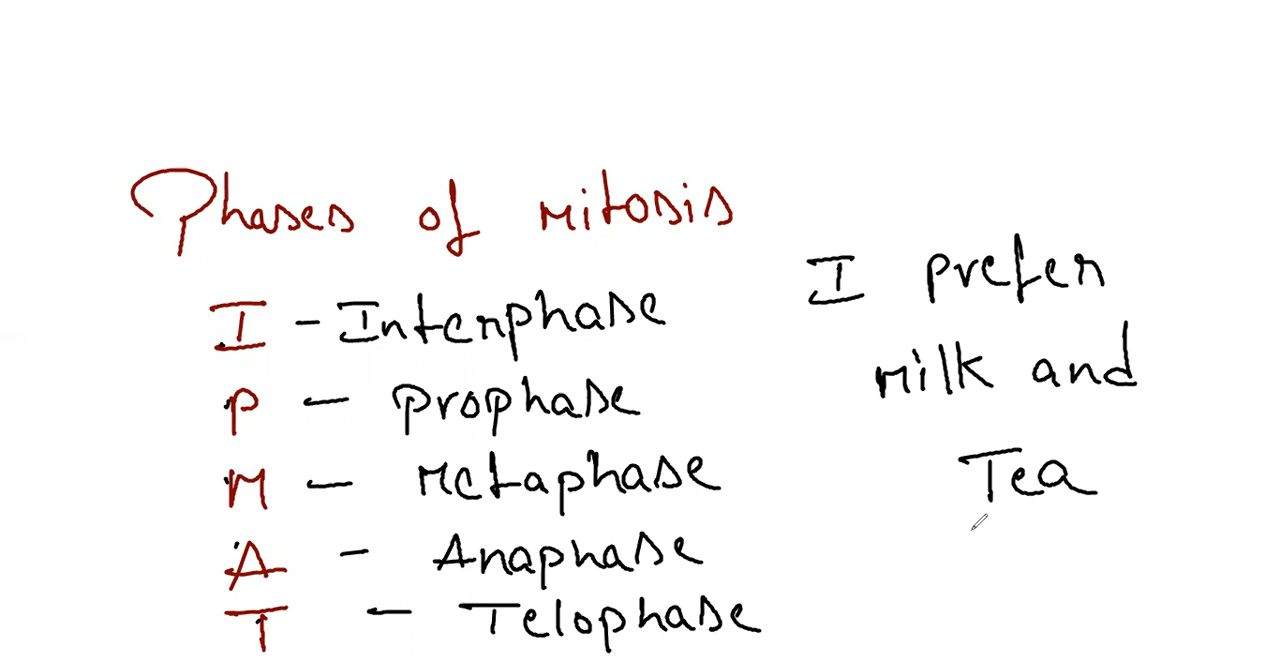 Phases of mitosis
I - Interphase
P - Prophase
M - Metaphase
A - Anaphase
T - Telophase
I prefer
milk and
Tea